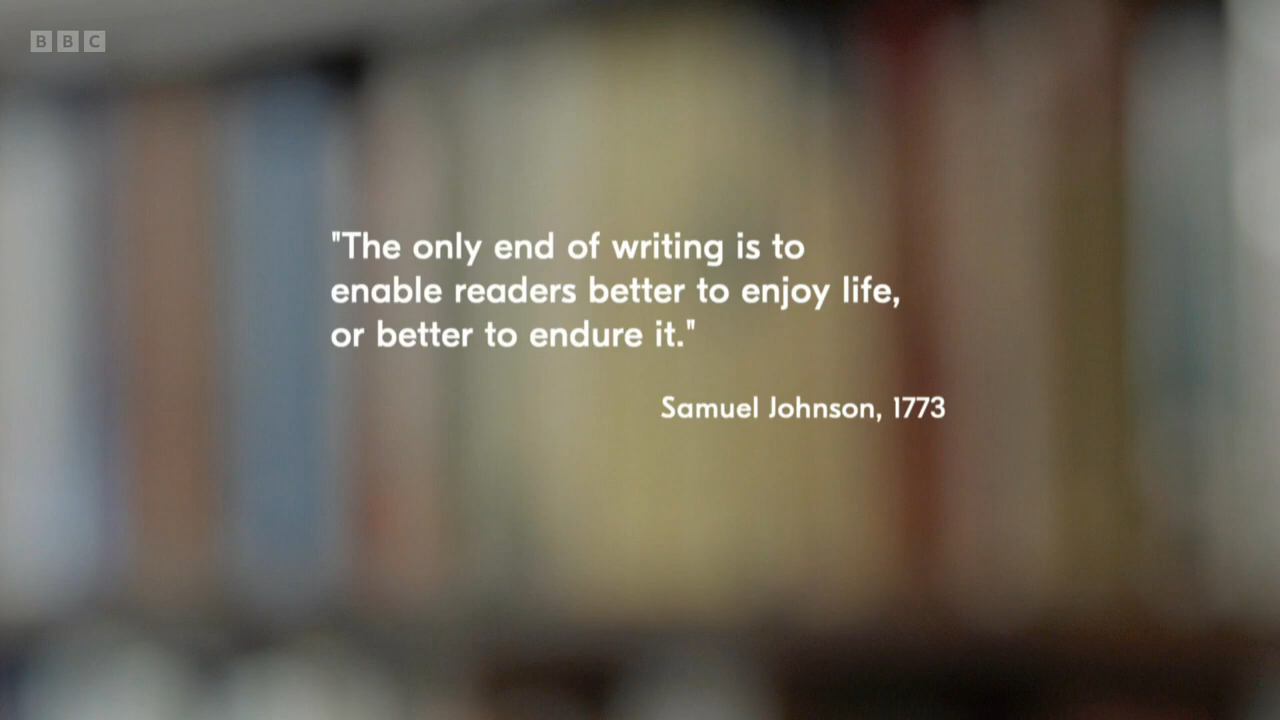 BBC
"The only end of writing is to
enable readers better to enjoy life,
or better to endure it."
Samuel Johnson, 1773